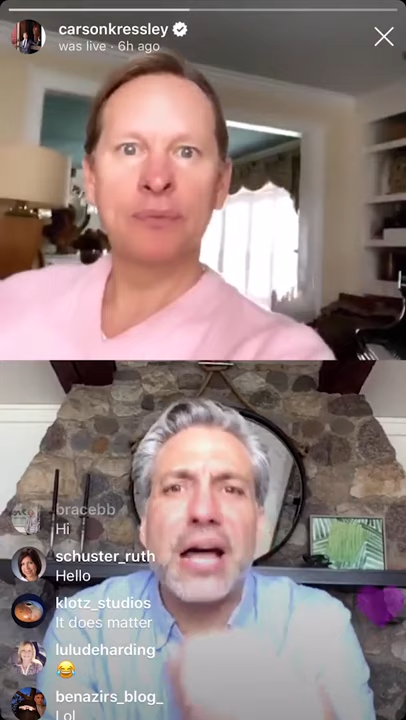 carsonkressley
was live · 6h ago
bracebb
Hi
schuster_ruth
Hello
klotz_studios
It does matter
luludeharding
😂
benazirs_blog_
Lol